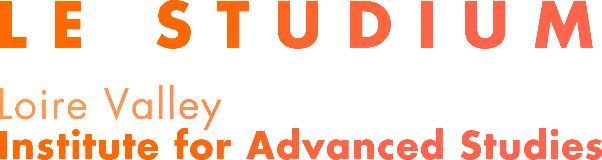 LE STUDIUM
Loire Valley
Institute for Advanced Studies